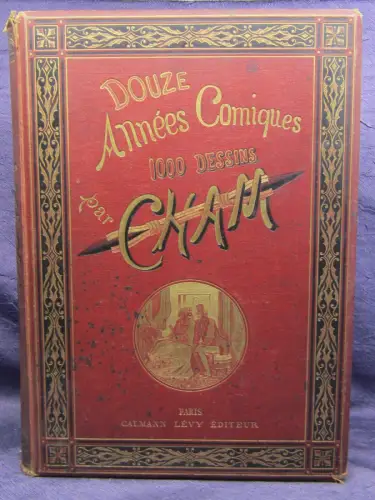 DOUZE
Années Comiques
1000 DESSINS
par CHAM
PARIS
CALMANN LÉVY ÉDITEUR